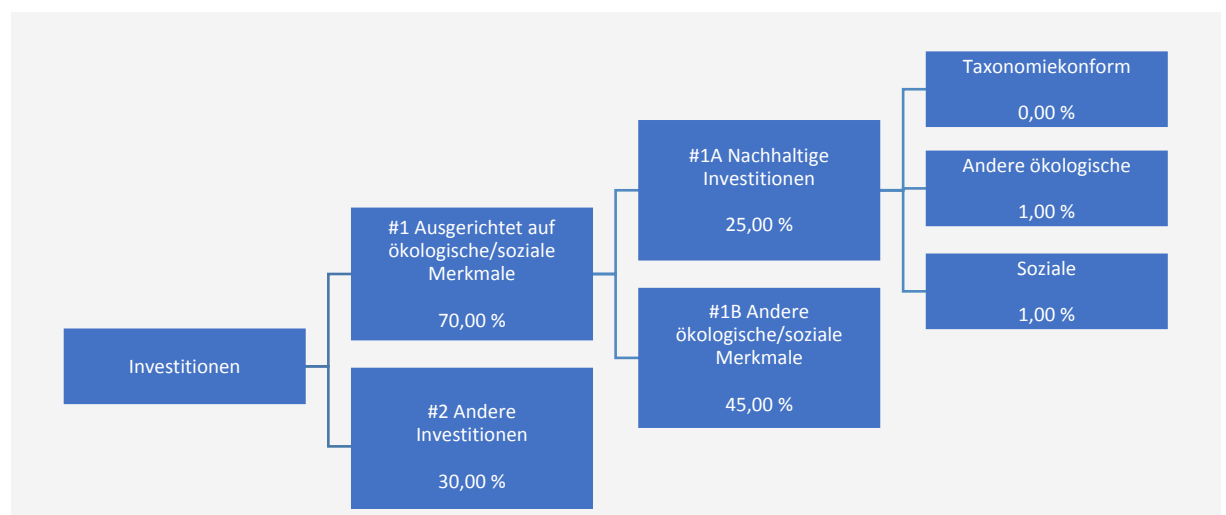 Investitionen
#1 Ausgerichtet auf
ökologische/soziale
Merkmale
70,00 %
#2 Andere
Investitionen
30,00 %
#1A Nachhaltige
Investitionen
25,00 %
#1B Andere
ökologische/soziale
Merkmale
45,00 %
Taxonomiekonform
0,00 %
Andere ökologische
1,00 %
Soziale
1,00 %